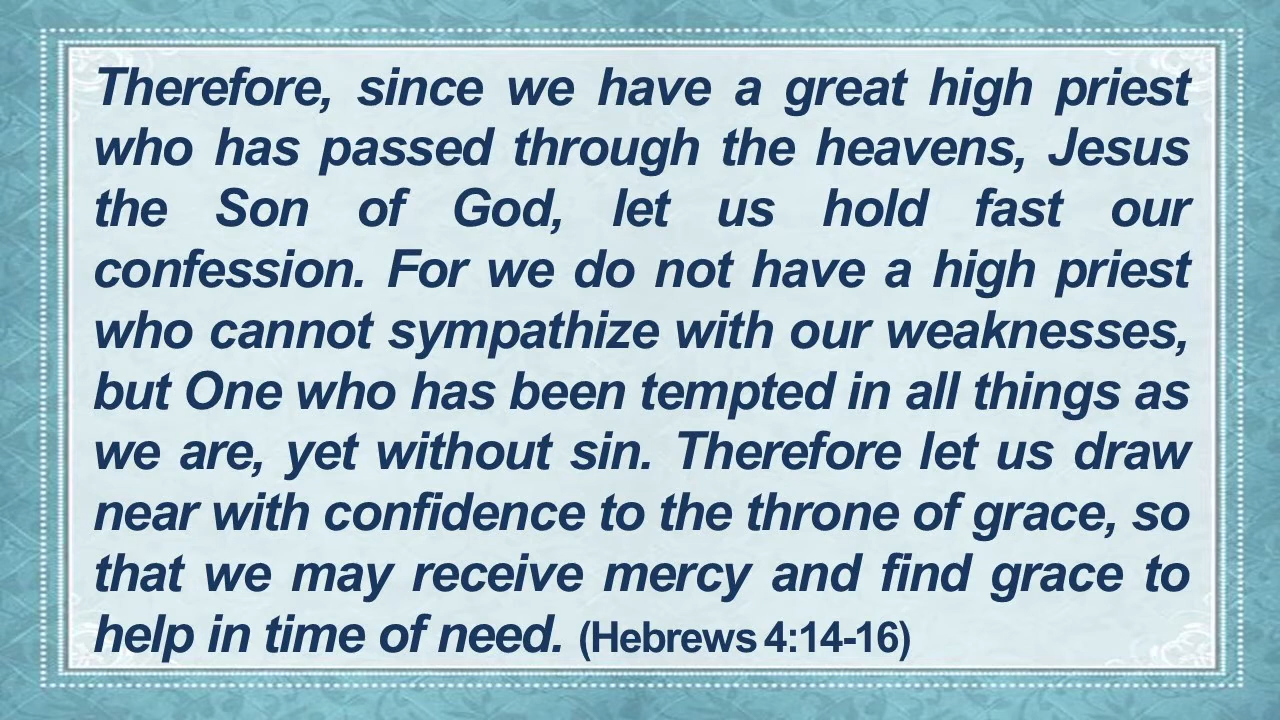 Therefore, since we have a great high priest
who has passed through the heavens, Jesus
the Son of God, let us hold fast our
confession. For we do not have a high priest
who cannot sympathize with our weaknesses,
but One who has been tempted in all things as
we are, yet without sin. Therefore let us draw
near with confidence to the throne of grace, so
that we may receive mercy and find grace to
help in time of need. (Hebrews 4:14-16)